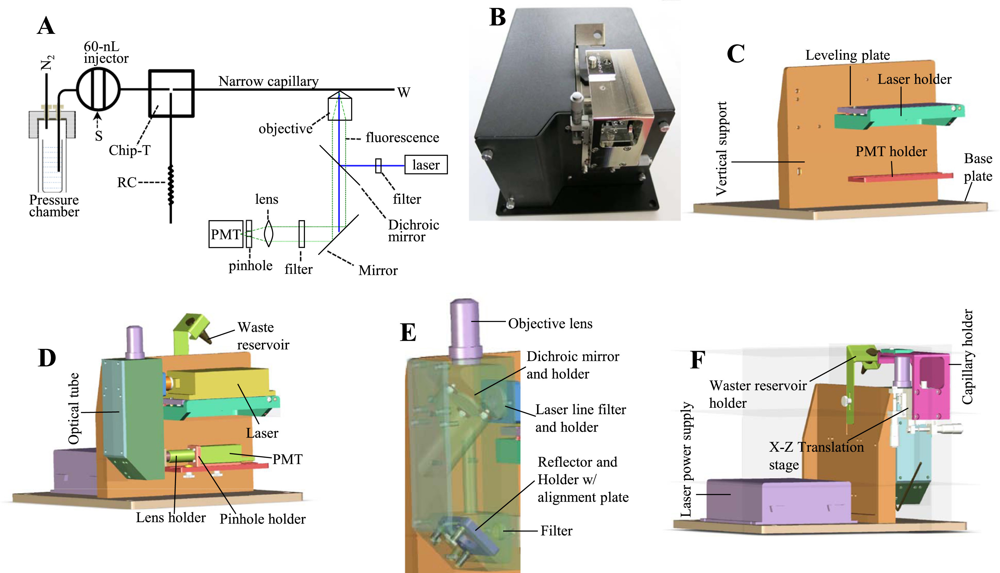 A
N2
60-nL
injector
S
Chip-T
RC
Pressure
chamber
Narrow capillary
W
objective
fluorescence
laser
filter
Dichroic
mirror
lens
PMT
pinhole
filter
Mirror
B
C
Leveling plate
Laser holder
Vertical support
PMT holder
Base
plate
D
Waste
reservoir
Optical tube
Laser
PMT
Lens holder
Pinhole holder
E
Objective lens
Dichroic mirror
and holder
Laser line filter
and holder
Reflector and
Holder w/
alignment plate
Filter
F
Capillary holder
Waster reservoir
holder
X-Z Translation
stage
Laser power supply